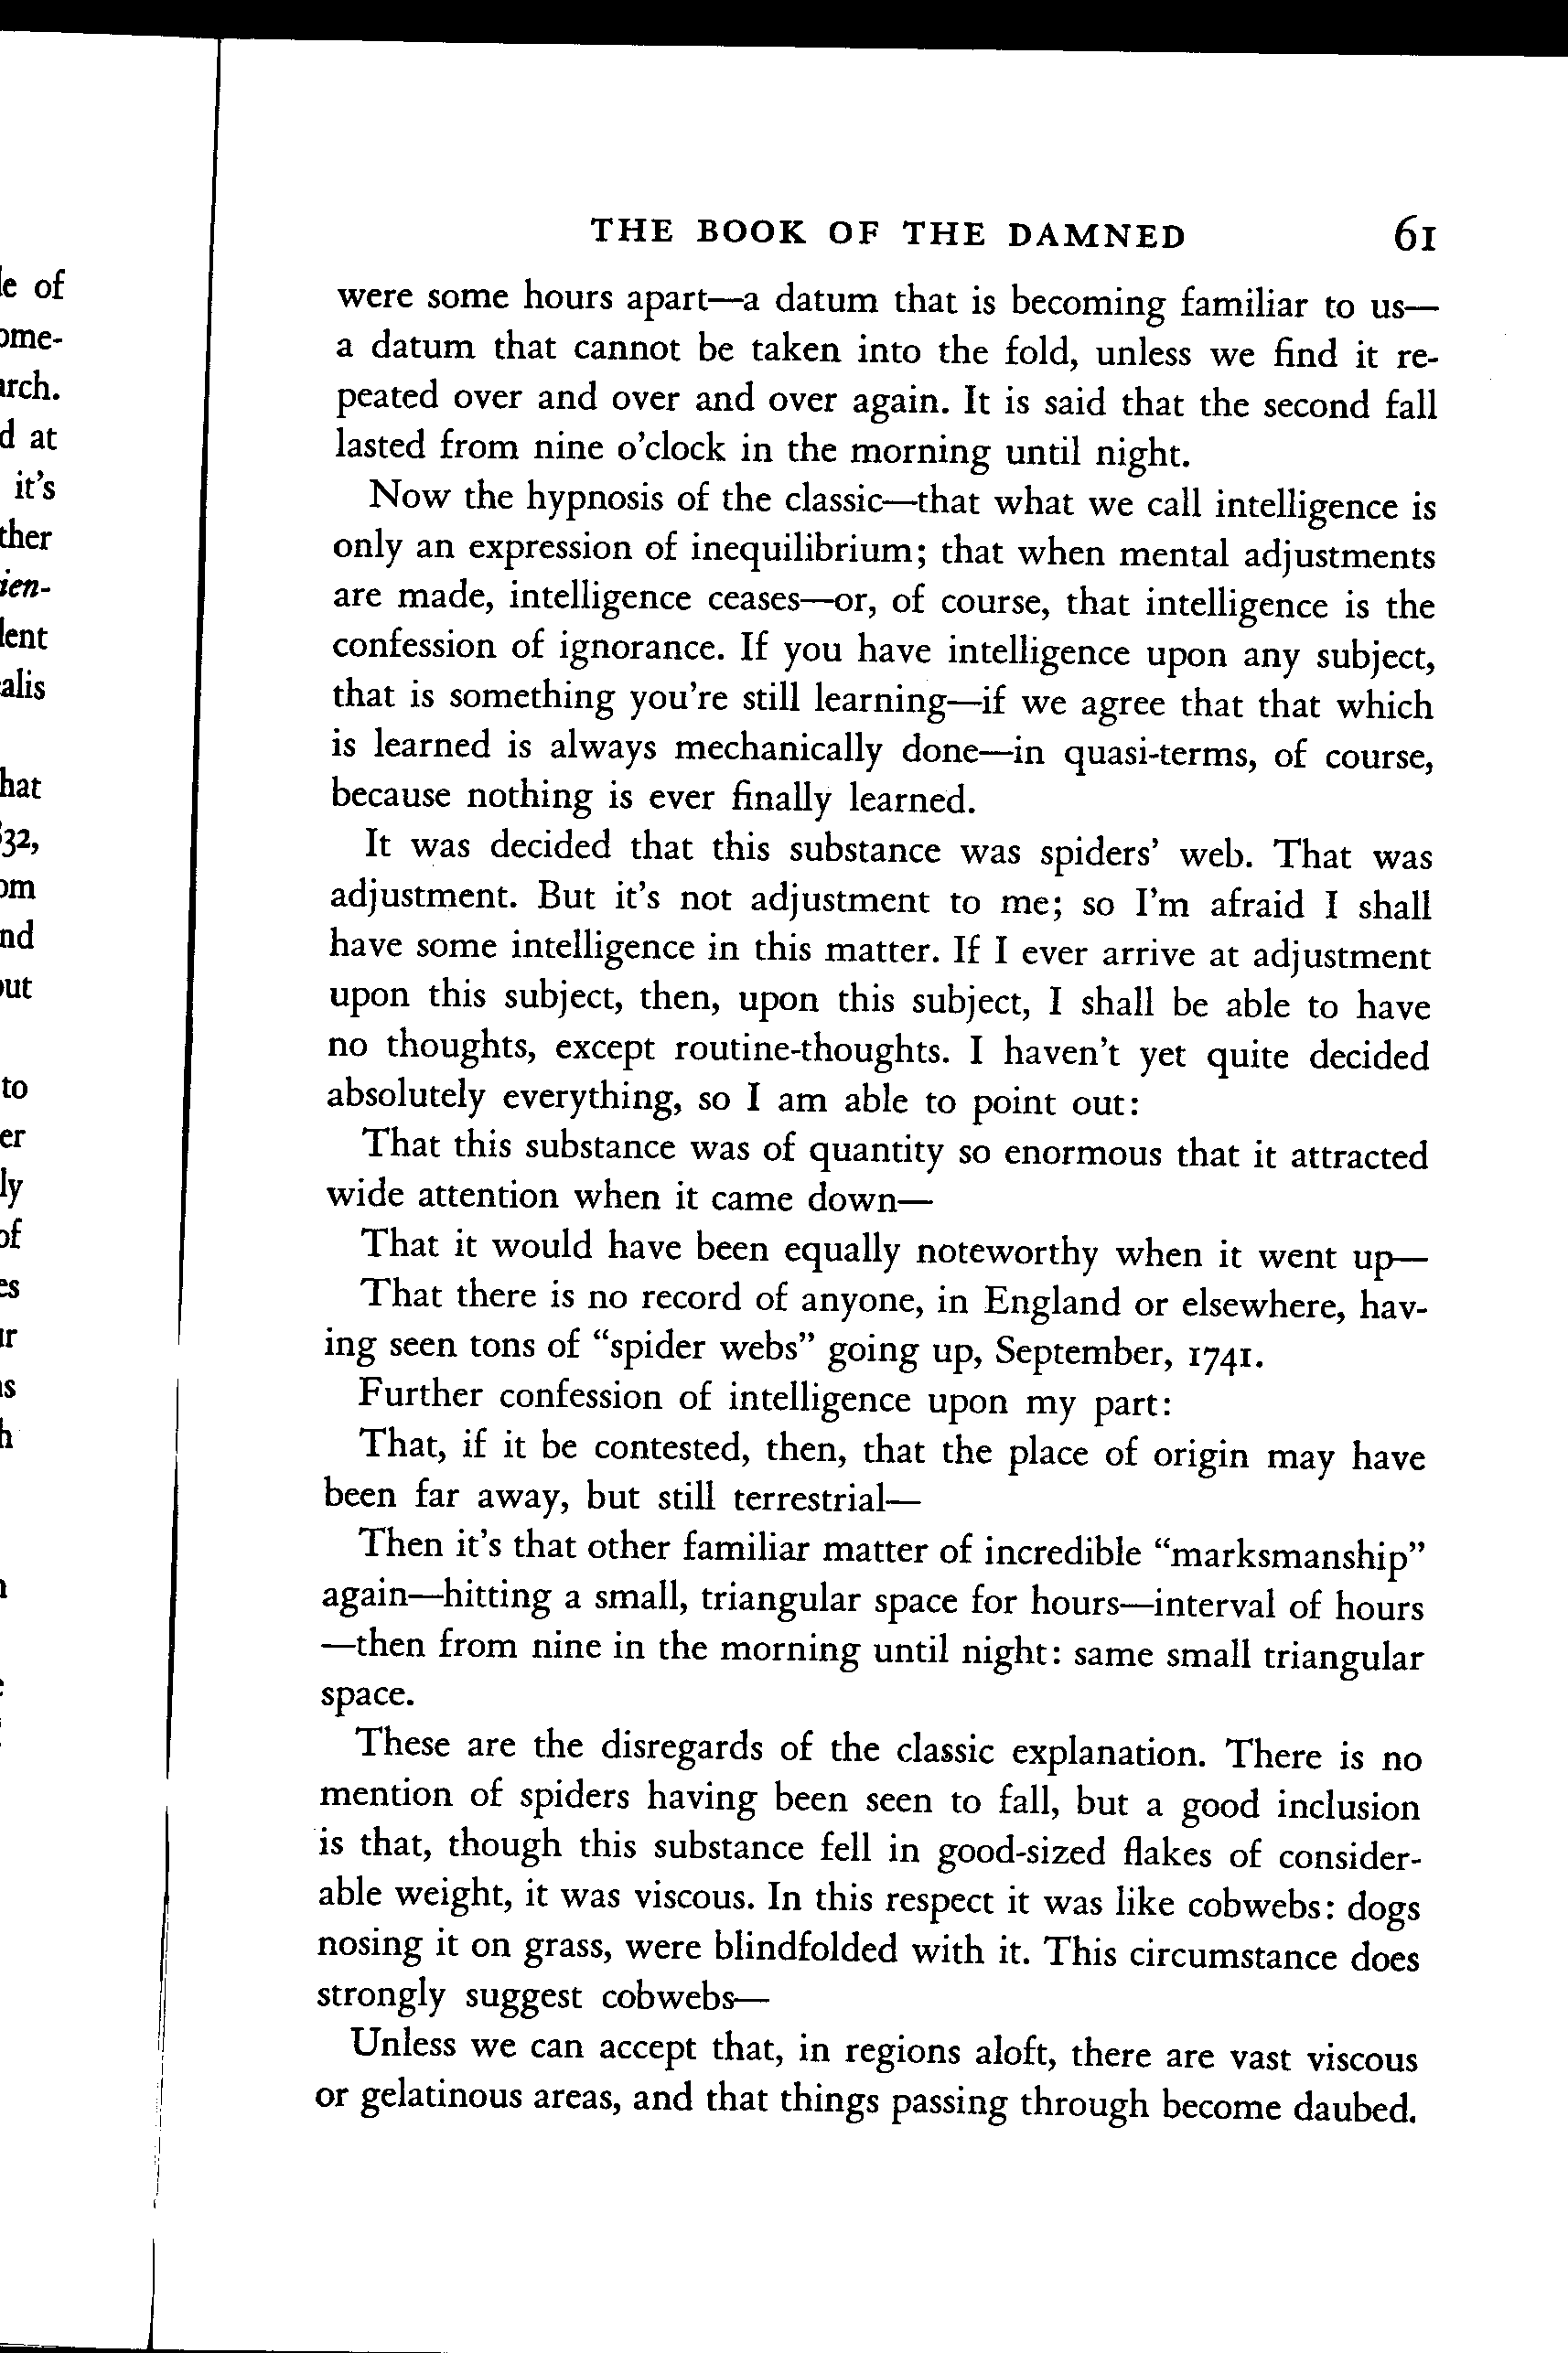 THE BOOK OF THE DAMNED 61
were some hours apart—a datum that is becoming familiar to us—
a datum that cannot be taken into the fold, unless we find it re-
peated over and over and over again. It is said that the second fall
lasted from nine o'clock in the morning until night.
Now the hypnosis of the classic—that what we call intelligence is
only an expression of inequilibrium; that when mental adjustments
are made, intelligence ceases—or, of course, that intelligence is the
confession of ignorance. If you have intelligence upon any subject,
that is something you're still learning—if we agree that that which
is learned is always mechanically done—in quasi-terms, of course,
because nothing is ever finally learned.
It was decided that this substance was spiders' web. That was
adjustment. But it's not adjustment to me; so I'm afraid I shall
have some intelligence in this matter. If I ever arrive at adjustment
upon this subject, then, upon this subject, I shall be able to have
no thoughts, except routine-thoughts. I haven't yet quite decided
absolutely everything, so I am able to point out:
That this substance was of quantity so enormous that it attracted
wide attention when it came down—
That it would have been equally noteworthy when it went up—
That there is no record of anyone, in England or elsewhere, hav-
ing seen tons of "spider webs" going up, September, 1741.
Further confession of intelligence upon my part:
That, if it be contested, then, that the place of origin may have
been far away, but still terrestrial—
Then it's that other familiar matter of incredible "marksmanship"
again—hitting a small, triangular space for hours—interval of hours
—then from nine in the morning until night: same small triangular
space.
These are the disregards of the classic explanation. There is no
mention of spiders having been seen to fall, but a good inclusion
is that, though this substance fell in good-sized flakes of consider-
able weight, it was viscous. In this respect it was like cobwebs: dogs
nosing it on grass, were blindfolded with it. This circumstance does
strongly suggest cobwebs—
Unless we can accept that, in regions aloft, there are vast viscous
or gelatinous areas, and that things passing through become daubed.